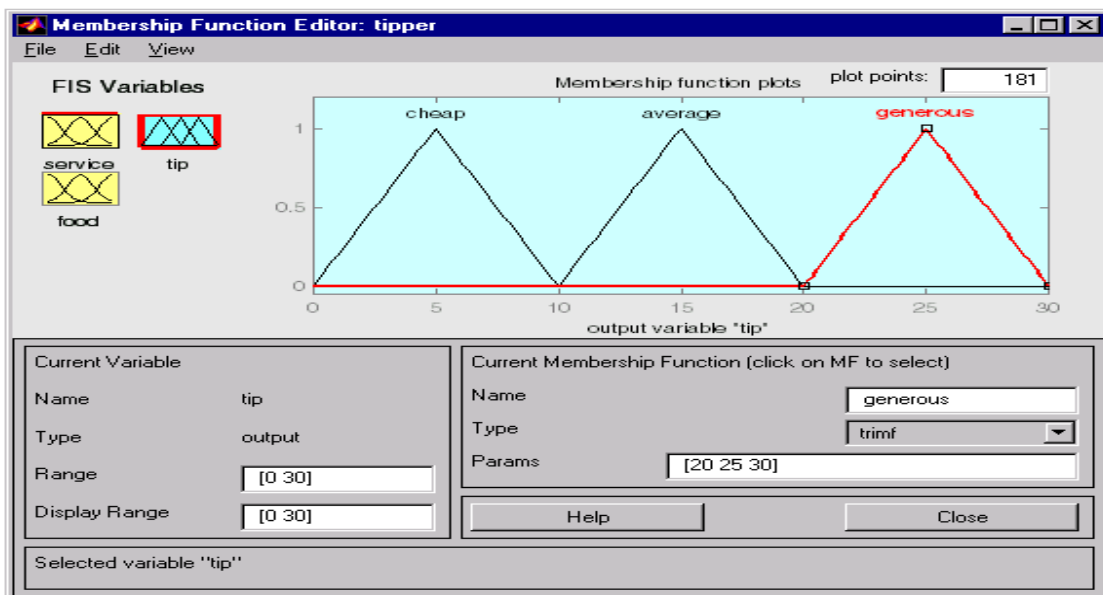 Membership Function Editor: tipper
File Edit View
FIS Variables
service
tip
food
Membership function plots
plot points: 181
cheap average generous
1
0.5
0
0 5 10 15 20 25 30
output variable "tip"
Current Variable
Name tip
Type output
Range [0 30]
Display Range [0 30]
Current Membership Function (click on MF to select)
Name generous
Type trimf
Params [20 25 30]
Help Close
Selected variable "tip"